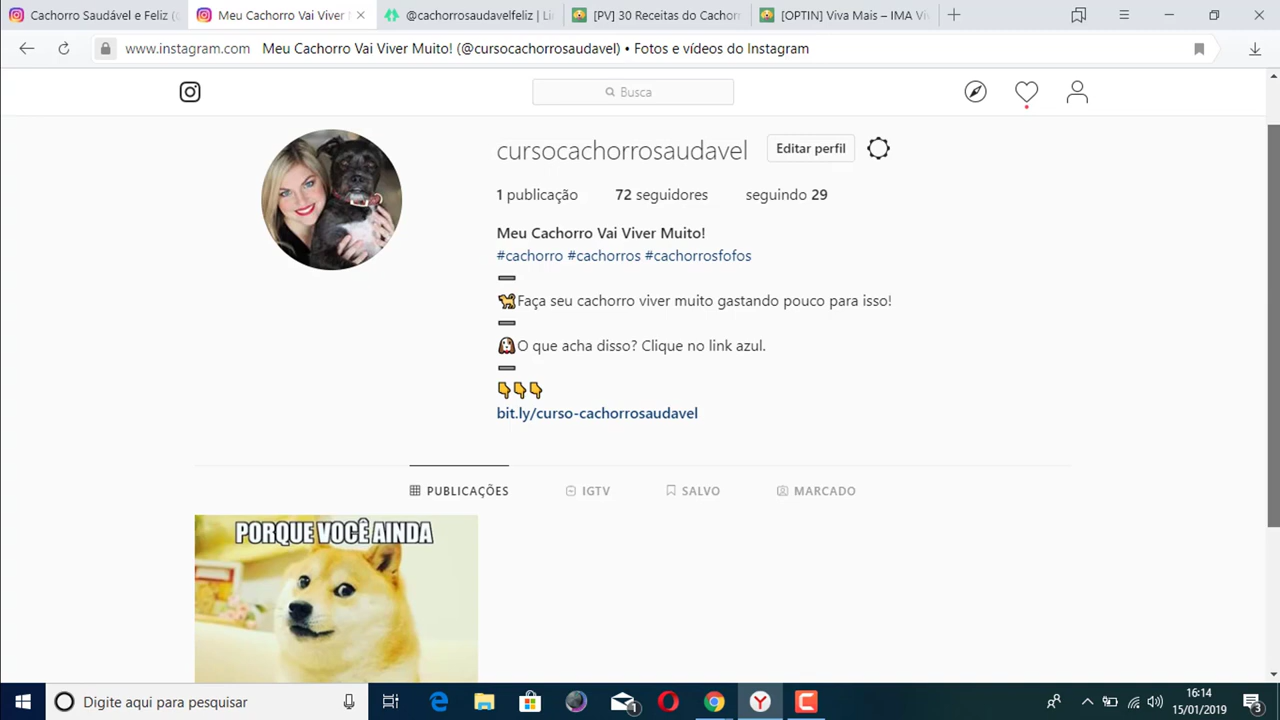 Cachorro Saudável e Feliz (
Meu Cachorro Vai Viver
@cachorrosaudavelfeliz | Li
[PV] 30 Receitas do Cachorr
[OPTIN] Viva Mais – IMA Vi
www.instagram.com Meu Cachorro Vai Viver Muito! (@cursocachorrosaudavel) • Fotos e vídeos do Instagram
Busca
cursocachorrosaudavel Editar perfil
1 publicação 72 seguidores seguindo 29
Meu Cachorro Vai Viver Muito!
#cachorro #cachorros #cachorrosfofos
Faça seu cachorro viver muito gastando pouco para isso!
O que acha disso? Clique no link azul.
bit.ly/curso-cachorrosaudavel
PUBLICAÇÕES IGTV SALVO MARCADO
PORQUE VOCÊ AINDA
Digite aqui para pesquisar
1
16:14
15/01/2019
3